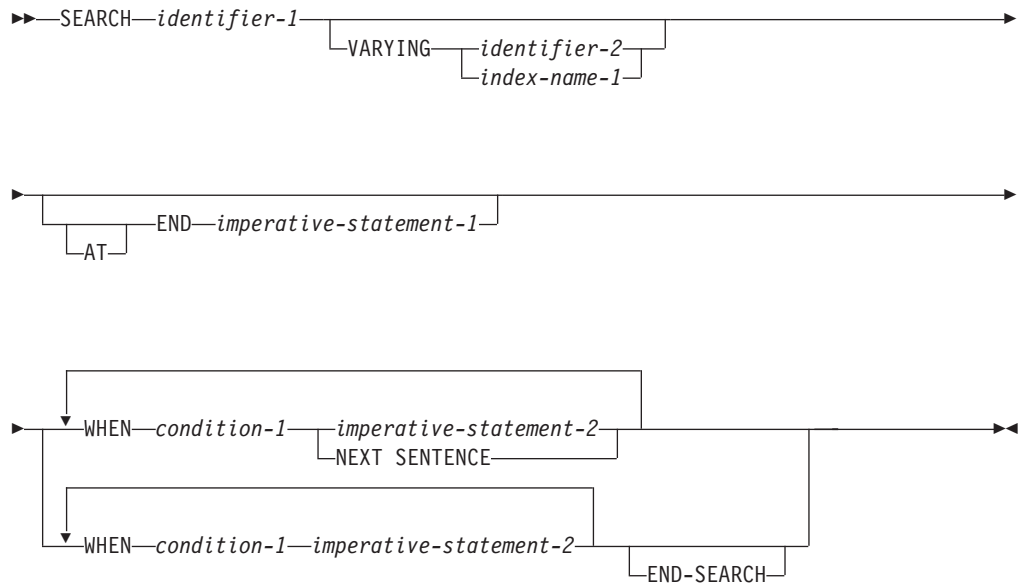 SEARCH identifier-1
VARYING identifier-2
index-name-1
END imperative-statement-1
AT
WHEN condition-1 imperative-statement-2
NEXT SENTENCE
WHEN condition-1 imperative-statement-2
END-SEARCH